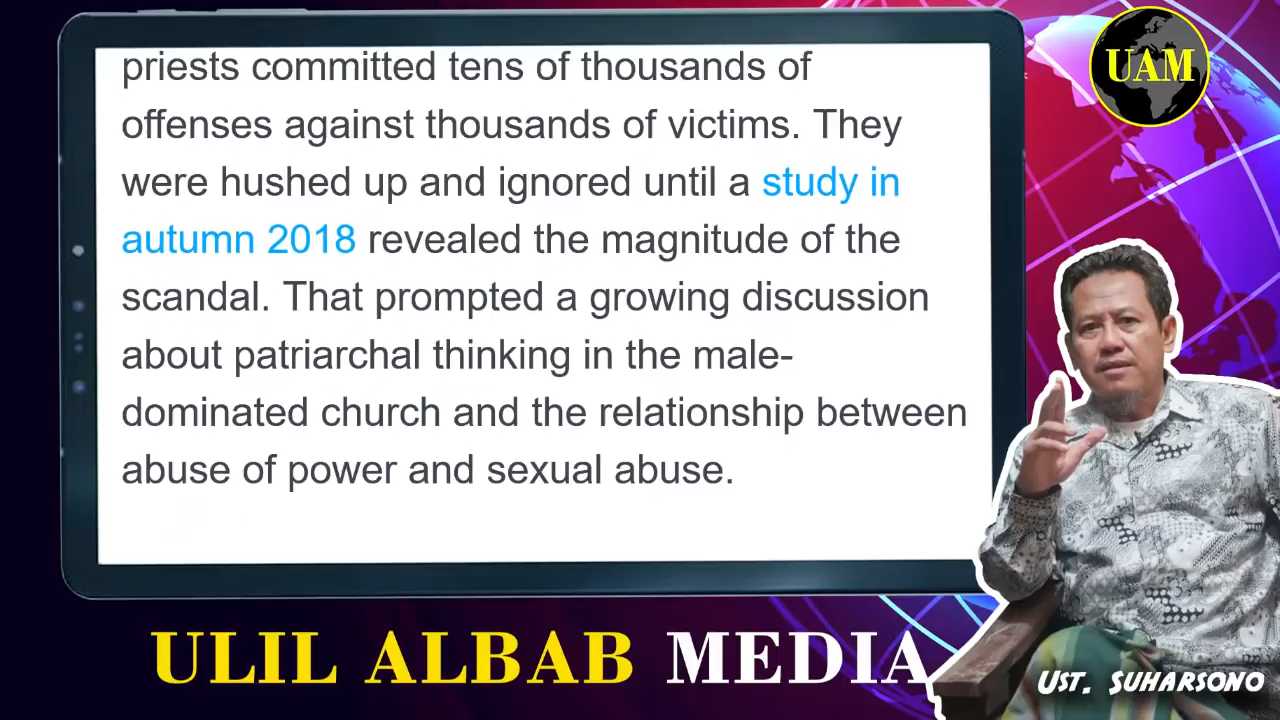 priests committed tens of thousands of
offenses against thousands of victims. They
were hushed up and ignored until a study in
autumn 2018 revealed the magnitude of the
scandal. That prompted a growing discussion
about patriarchal thinking in the male-
dominated church and the relationship between
abuse of power and sexual abuse.
UAM
ULIL ALBAB MEDIA
UST. SUHARSONO